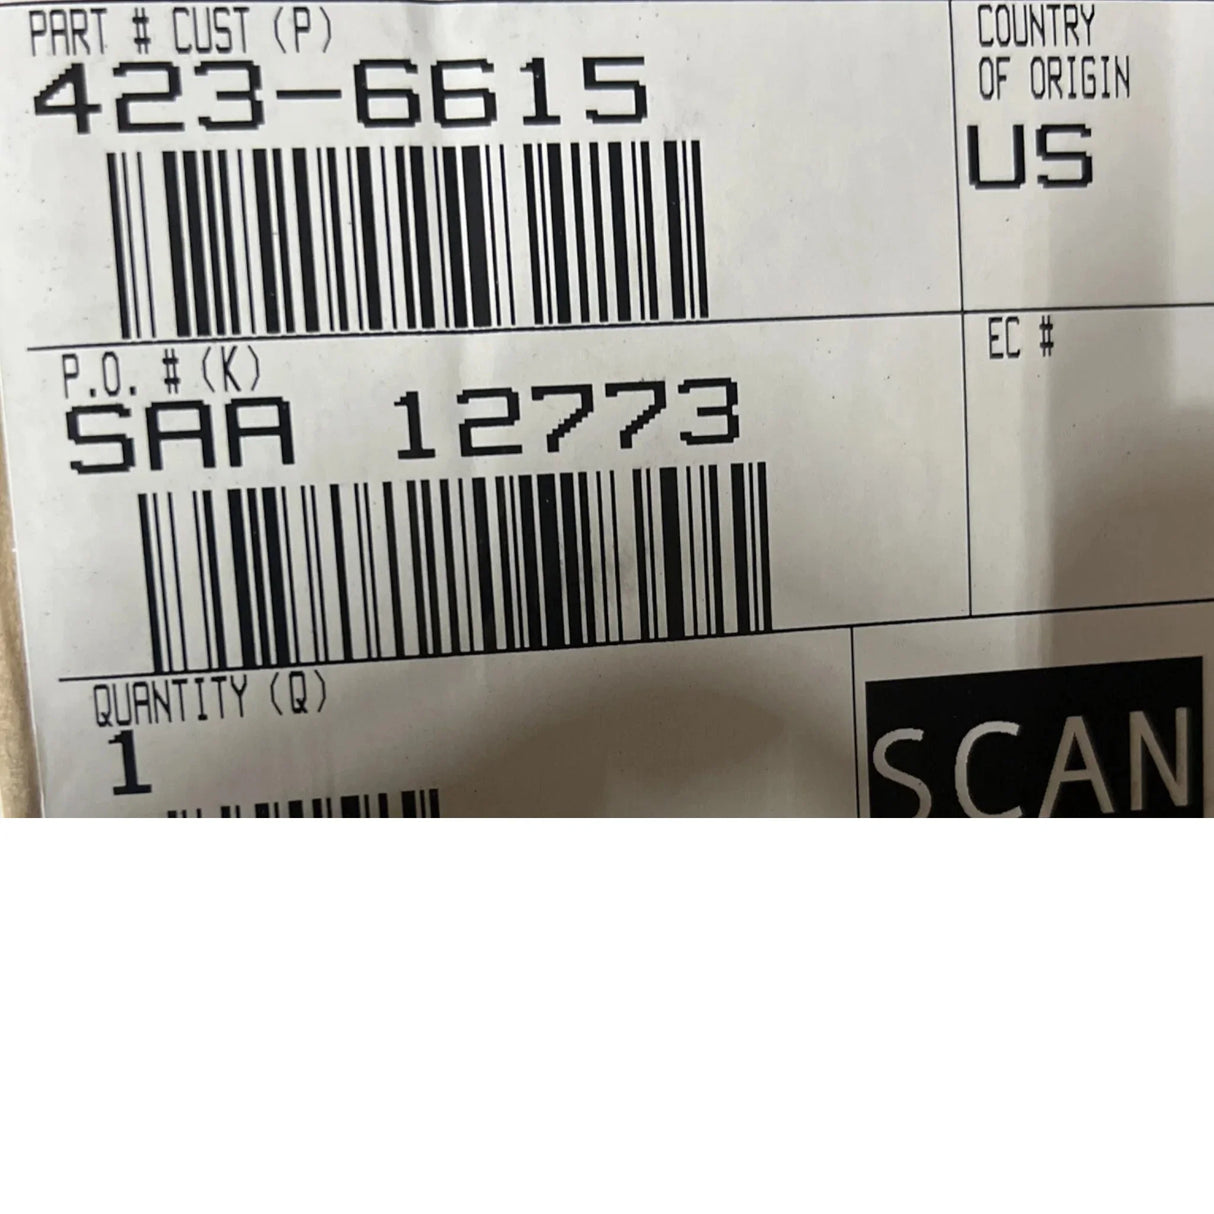 PART # CUST (P)
423-6615
COUNTRY
OF ORIGIN
US
P.O. # (K)
SAA 12773
EC #
QUANTITY (Q)
1
SCAN